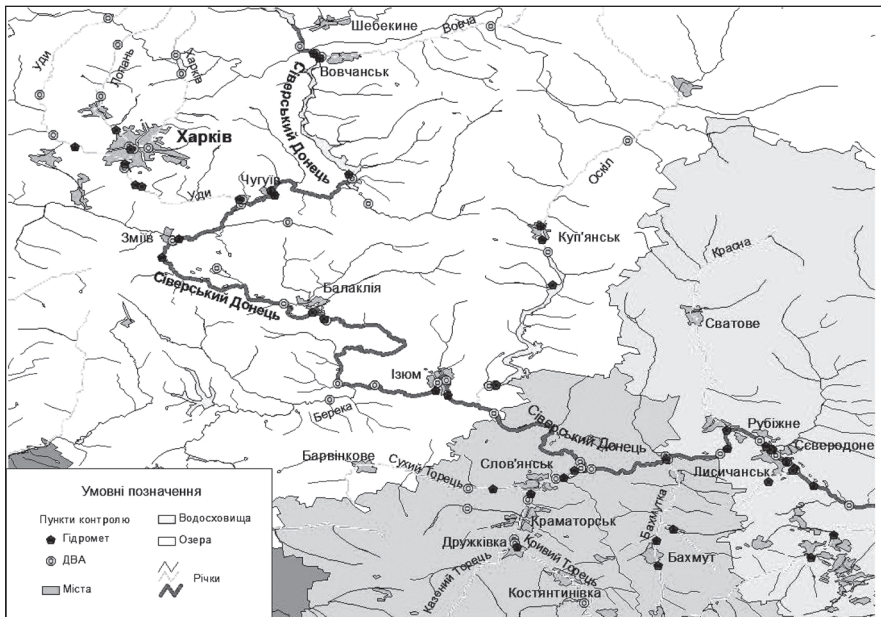 Шебекине
Вовча
Уди
Лопань
Харків
Вовчанськ
Сіверський Донець
Харків
Оскіл
Чугуїв
Уди
Зміїв
Куп'янськ
Красна
Балаклія
Сіверський Донець
Сватове
Ізюм
Берека
Сіверський Донець
Рубіжне
Сєверодоне
Барвінкове
Сухий Торець
Слов'янськ
Лисичанськ
Краматорськ
Бахмутка
Дружківка
Кривий Торець
Бахмут
Казений Торець
Костянтинівка
Умовні позначення
Пункти контролю
Гідромет
ДВА
Міста
Водосховища
Озера
Річки